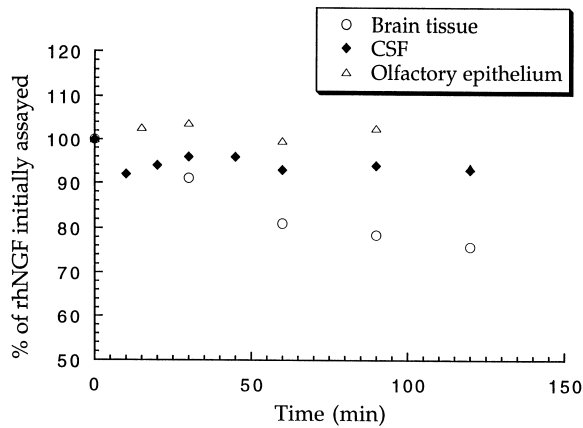 Brain tissue
CSF
Olfactory epithelium
% of rhNGF initially assayed
120
110
100
90
80
70
60
50
0
50
100
150
Time (min)